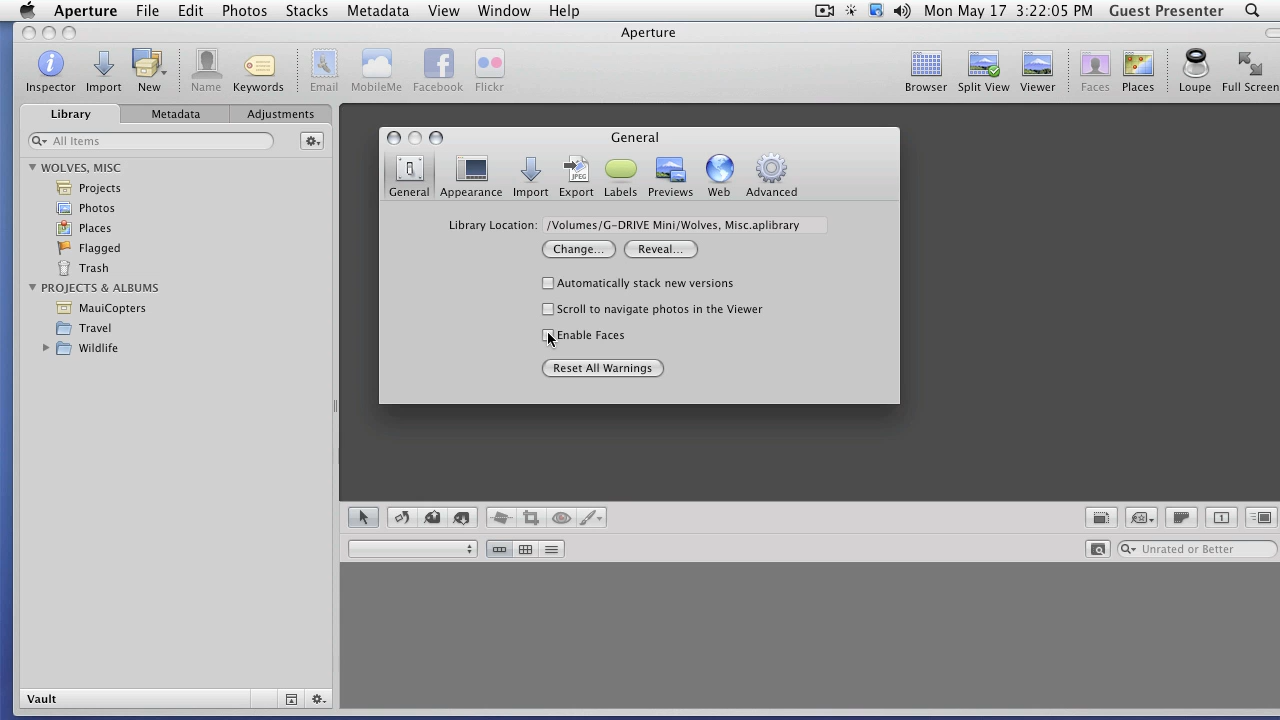 Aperture File Edit Photos Stacks Metadata View Window Help Mon May 17 3:22:05 PM Guest Presenter
Aperture
Inspector Import New Name Keywords Email MobileMe Facebook Flickr Browser Split View Viewer Faces Places Loupe Full Screen
Library Metadata Adjustments
All Items
WOLVES, MISC
Projects
Photos
Places
Flagged
Trash
PROJECTS & ALBUMS
MauiCopters
Travel
Wildlife
Vault
General
General Appearance Import Export Labels Previews Web Advanced
JPEG
Library Location: /Volumes/G-DRIVE Mini/Wolves, Misc.aplibrary
Change... Reveal...
Automatically stack new versions
Scroll to navigate photos in the Viewer
Enable Faces
Reset All Warnings
1
Unrated or Better